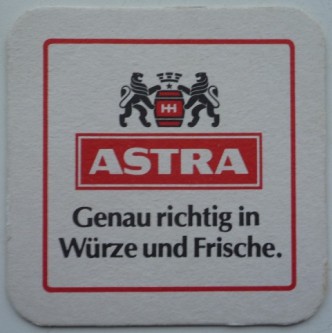 HH
ASTRA
Genau richtig in
Würze und Frische.